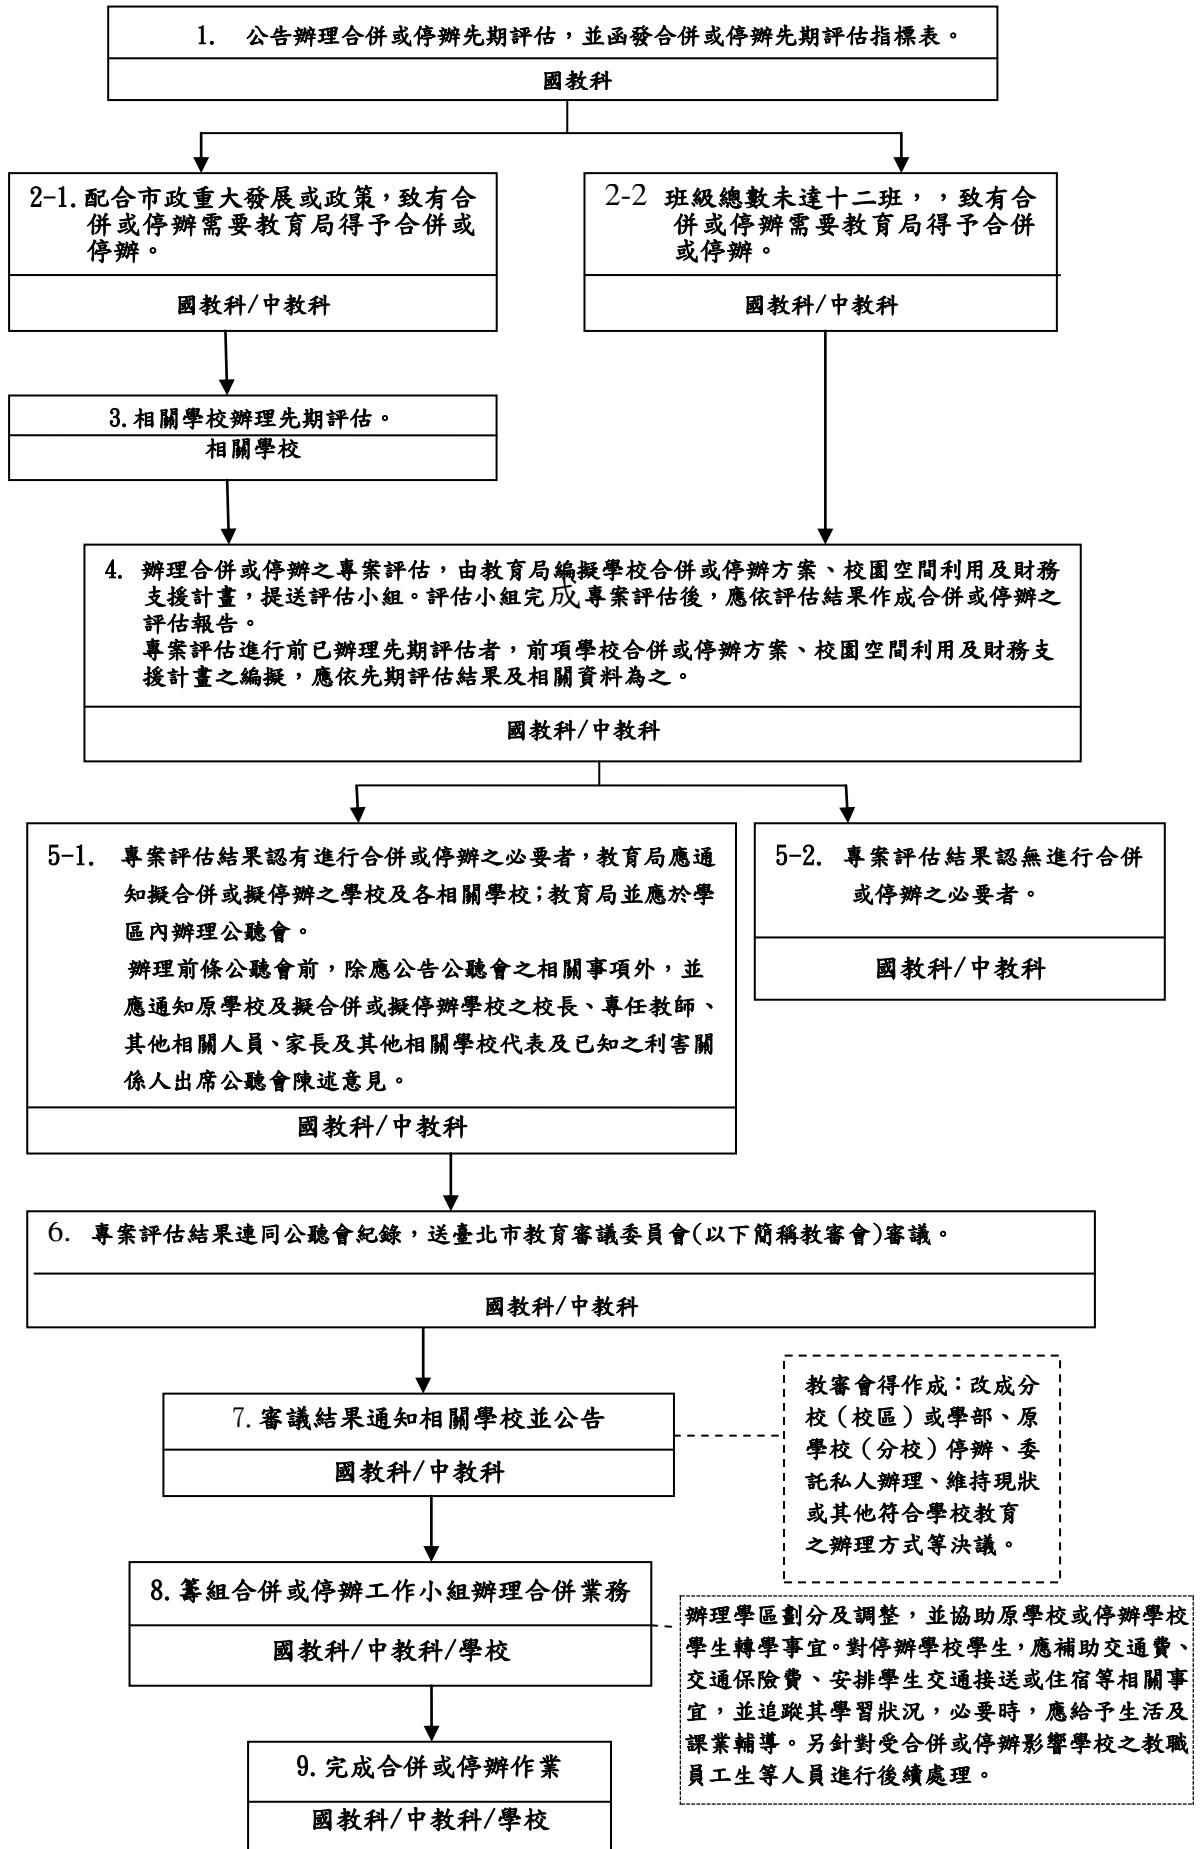 1. 公告辦理合併或停辦先期評估，並函發合併或停辦先期評估指標表。
國教科
2-1.配合市政重大發展或政策，致有合
併或停辦需要教育局得予合併或
停辦。
國教科/中教科
2-2 班級總數未達十二班，，致有合
併或停辦需要教育局得予合併
或停辦。
國教科/中教科
3.相關學校辦理先期評估。
相關學校
4. 辦理合併或停辦之專案評估，由教育局編擬學校合併或停辦方案、校園空間利用及財務
支援計畫，提送評估小組。評估小組完成專案評估後，應依評估結果作成合併或停辦之
評估報告。
專案評估進行前已辦理先期評估者，前項學校合併或停辦方案、校園空間利用及財務支
援計畫之編擬，應依先期評估結果及相關資料為之。
國教科/中教科
5-1. 專案評估結果認有進行合併或停辦之必要者，教育局應通
知擬合併或擬停辦之學校及各相關學校；教育局並應於學
區內辦理公聽會。
辦理前條公聽會前，除應公告公聽會之相關事項外，並
應通知原學校及擬合併或擬停辦學校之校長、專任教師、
其他相關人員、家長及其他相關學校代表及已知之利害關
係人出席公聽會陳述意見。
國教科/中教科
5-2. 專案評估結果認無進行合併
或停辦之必要者。
國教科/中教科
6. 專案評估結果連同公聽會紀錄，送臺北市教育審議委員會(以下簡稱教審會)審議。
國教科/中教科
7.審議結果通知相關學校並公告
國教科/中教科
教審會得作成：改成分
校（校區）或學部、原
學校（分校）停辦、委
託私人辦理、維持現狀
或其他符合學校教育
之辦理方式等決議。
8.籌組合併或停辦工作小組辦理合併業務
國教科/中教科/學校
辦理學區劃分及調整，並協助原學校或停辦學校
學生轉學事宜。對停辦學校學生，應補助交通費、
交通保險費、安排學生交通接送或住宿等相關事
宜，並追蹤其學習狀況，必要時，應給予生活及
課業輔導。另針對受合併或停辦影響學校之教職
員工生等人員進行後續處理。
9.完成合併或停辦作業
國教科/中教科/學校